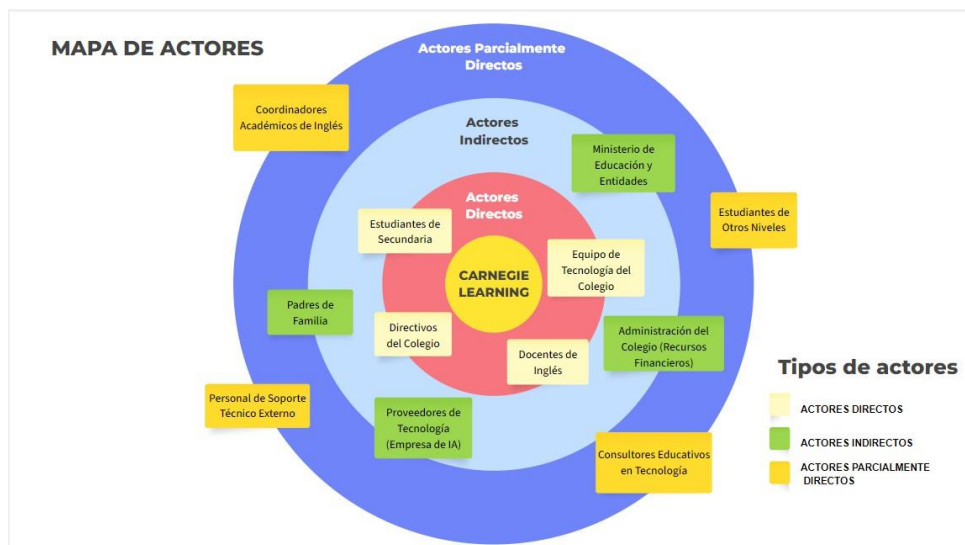 MAPA DE ACTORES
Actores Parcialmente
Directos
Coordinadores
Académicos de Inglés
Actores
Indirectos
Ministerio de
Educación y
Entidades
Actores
Directos
Estudiantes de
Secundaria
Estudiantes de
Otros Niveles
CARNEGIE
LEARNING
Equipo de
Tecnología del
Colegio
Padres de
Familia
Directivos
del Colegio
Docentes de
Inglés
Administración del
Colegio (Recursos
Financieros)
Personal de Soporte
Técnico Externo
Proveedores de
Tecnología
(Empresa de IA)
Consultores Educativos
en Tecnología
Tipos de actores
ACTORES DIRECTOS
ACTORES INDIRECTOS
ACTORES PARCIALMENTE
DIRECTOS